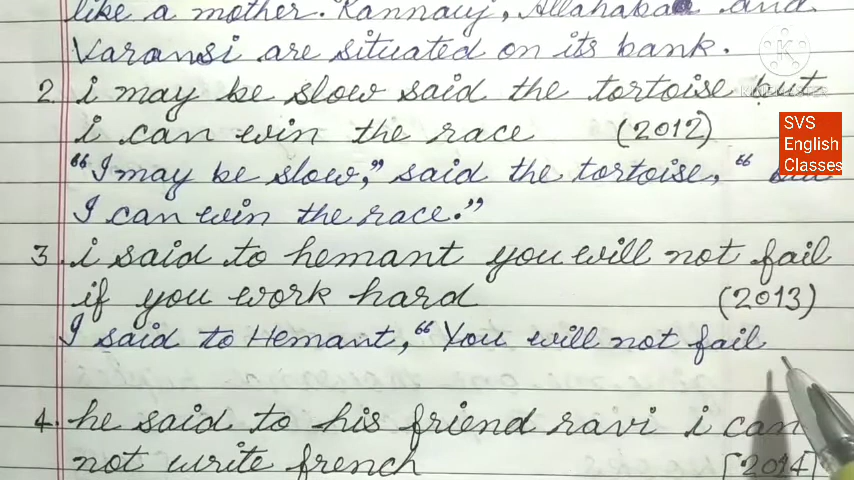 like a mother. Kannauj, Allahabad and
Varansi are situated on its bank.
2. i may be slow said the tortoise but
i can win the race (2012)
"I may be slow," said the tortoise, " but
I can win the race."
3. i said to hemant you will not fail
if you work hard (2013)
I said to Hemant, "You will not fail
4. he said to his friend ravi i can
not write french (2014)
K
KINEMASTER
SVS
English
Classes